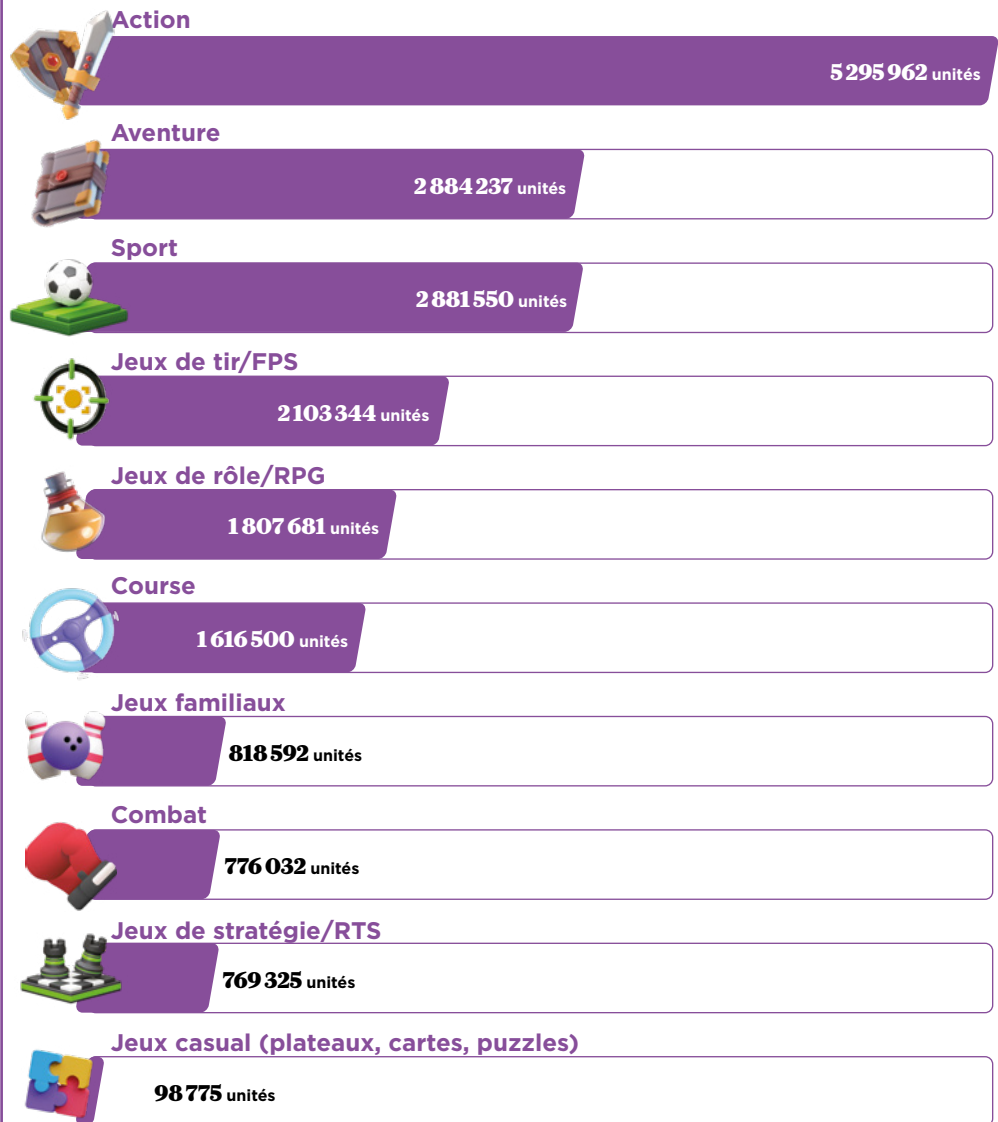 Action
5 295 962 unités
Aventure
2 884 237 unités
Sport
2 881 550 unités
Jeux de tir/FPS
2 103 344 unités
Jeux de rôle/RPG
1 807 681 unités
Course
1 616 500 unités
Jeux familiaux
818 592 unités
Combat
776 032 unités
Jeux de stratégie/RTS
769 325 unités
Jeux casual (plateaux, cartes, puzzles)
98 775 unités